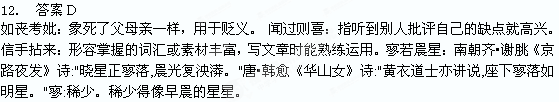 12.  答案D
如丧考妣：象死了父母亲一样，用于贬义。 闻过则喜：指听到别人批评自己的缺点就高兴。
信手拈来：形容掌握的词汇或素材丰富，写文章时能熟练运用。寥若晨星：南朝齐·谢朓《京
路夜发》诗:"晓星正寥落,晨光复泱漭。"唐·韩愈《华山女》诗:"黄衣道士亦讲说,座下寥落如
明星。"寥:稀少。稀少得像早晨的星星。